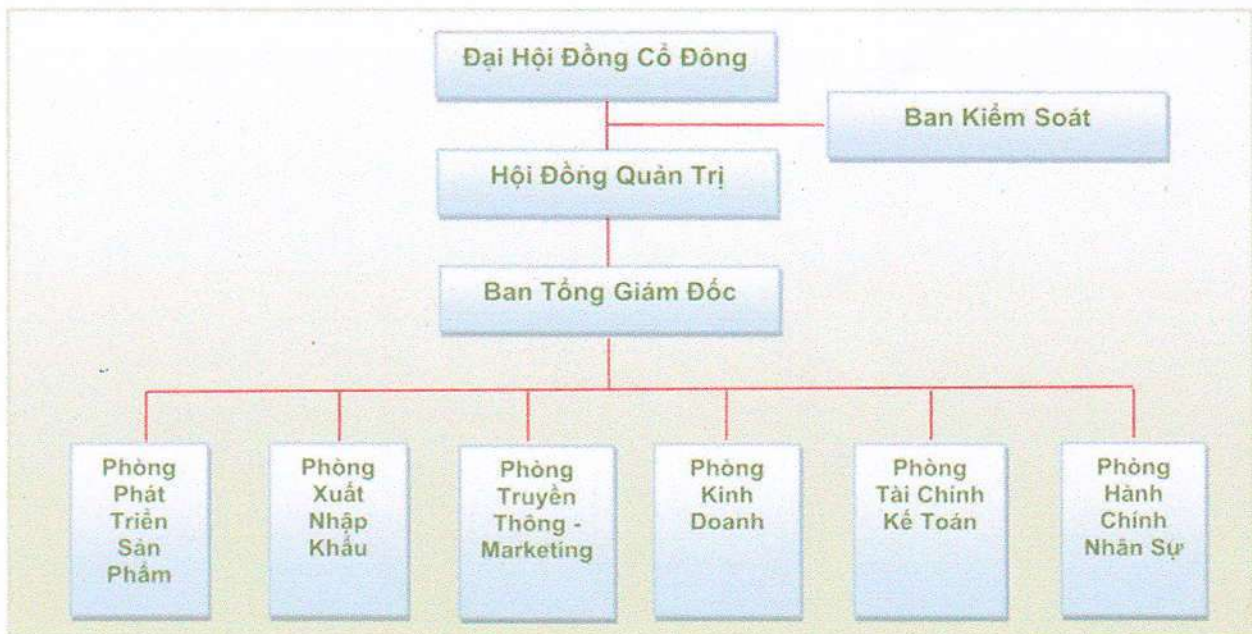 Đại Hội Đồng Cổ Đông
Ban Kiểm Soát
Hội Đồng Quản Trị
Ban Tổng Giám Đốc
Phòng
Phát
Triển
Sản
Phẩm
Phòng
Xuất
Nhập
Khẩu
Phòng
Truyền
Thông -
Marketing
Phòng
Kinh
Doanh
Phòng
Tài Chính
Kế Toán
Phòng
Hành
Chính
Nhân Sự